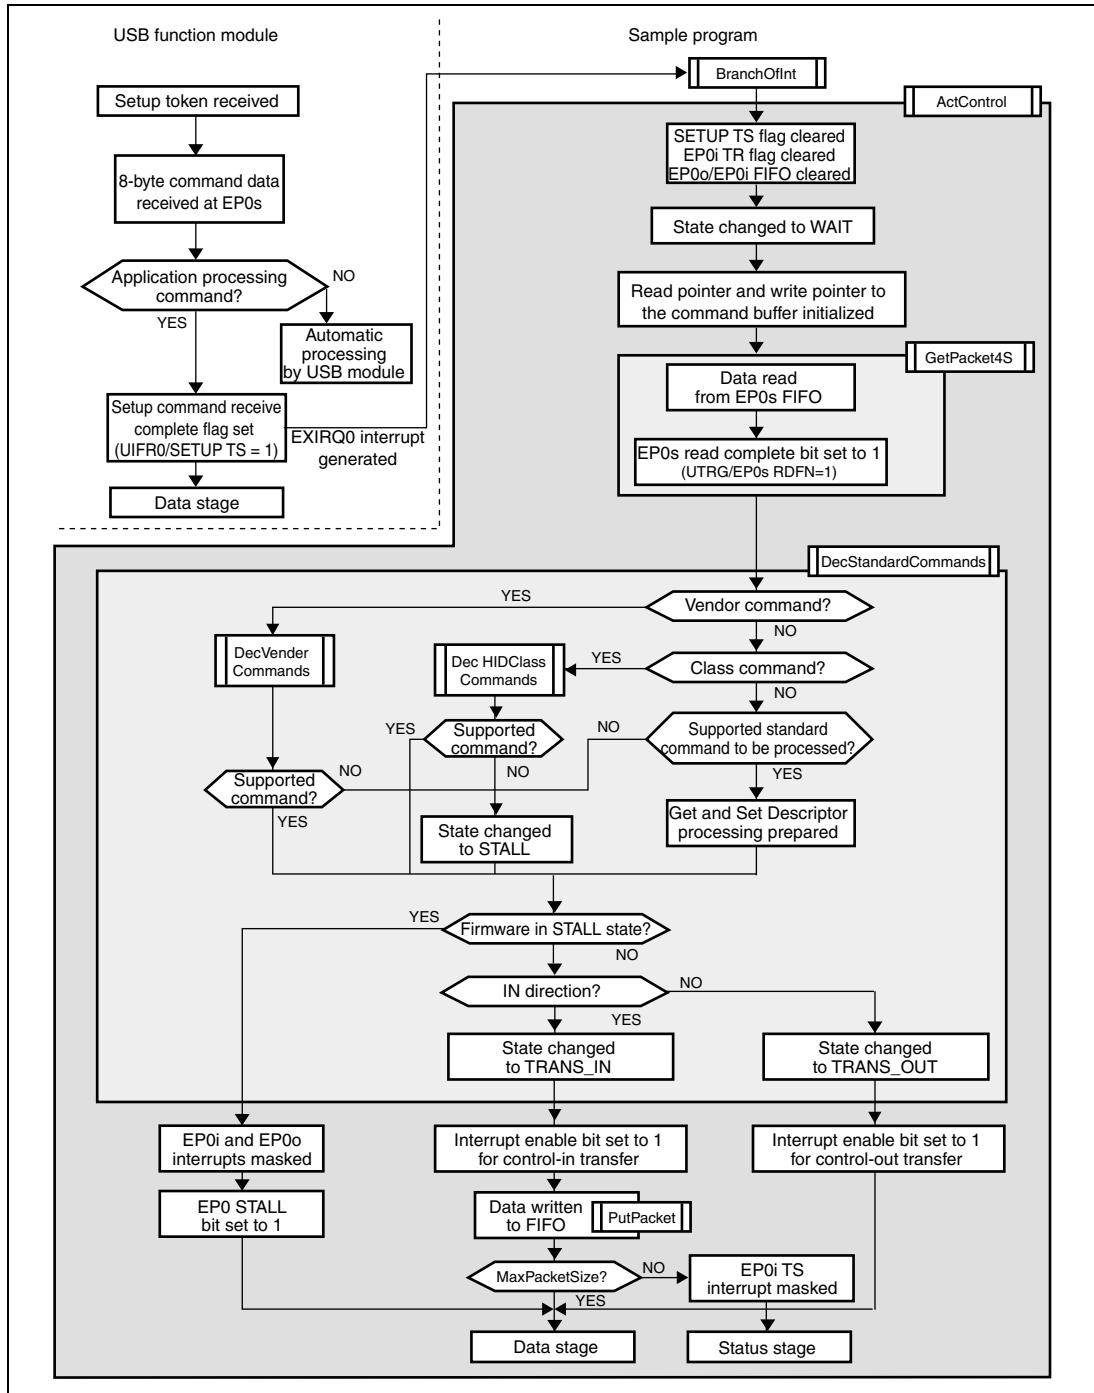 USB function module
Sample program
BranchOfInt
ActControl
Setup token received
SETUP TS flag cleared
EP0i TR flag cleared
EP0o/EP0i FIFO cleared
8-byte command data
received at EP0s
State changed to WAIT
Application processing
command?
NO
YES
Read pointer and write pointer to
the command buffer initialized
Automatic
processing
by USB module
GetPacket4S
Data read
from EP0s FIFO
Setup command receive
complete flag set
(UIFR0/SETUP TS = 1)
EXIRQ0 interrupt
generated
EP0s read complete bit set to 1
(UTRG/EP0s RDFN=1)
Data stage
DecStandardCommands
YES
Vendor command?
NO
DecVender
Commands
Dec HIDClass
Commands
YES
Class command?
NO
YES
Supported
command?
NO
NO
Supported standard
command to be processed?
YES
Supported
command?
NO
YES
State changed
to STALL
Get and Set Descriptor
processing prepared
YES
Firmware in STALL state?
NO
IN direction?
NO
YES
State changed
to TRANS_IN
State changed
to TRANS_OUT
EP0i and EP0o
interrupts masked
Interrupt enable bit set to 1
for control-in transfer
Interrupt enable bit set to 1
for control-out transfer
EP0 STALL
bit set to 1
Data written
to FIFO
PutPacket
MaxPacketSize?
NO
YES
EP0i TS
interrupt masked
Data stage
Status stage